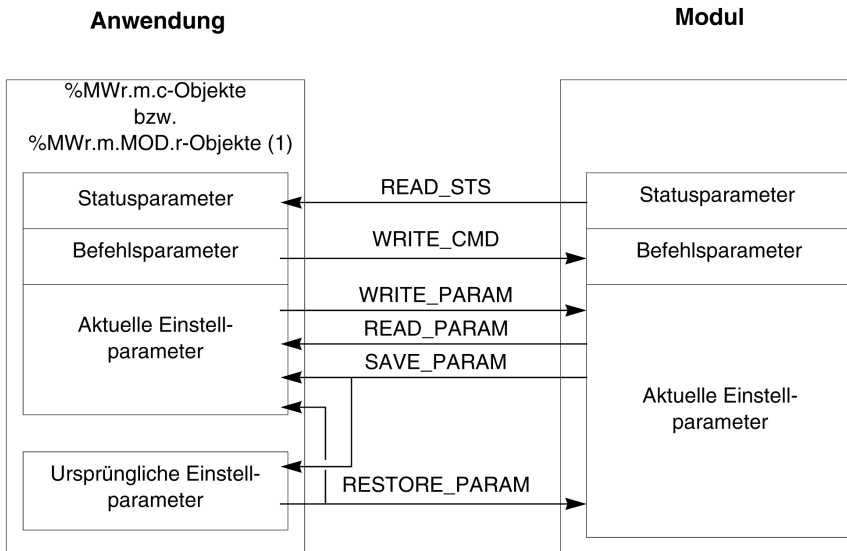 Anwendung
Modul
%MWr.m.c-Objekte
bzw.
%MWr.m.MOD.r-Objekte (1)
Statusparameter
READ_STS
Statusparameter
Befehlsparameter
WRITE_CMD
Befehlsparameter
Aktuelle Einstell-
parameter
WRITE_PARAM
READ_PARAM
SAVE_PARAM
Aktuelle Einstell-
parameter
Ursprüngliche Einstell-
parameter
RESTORE_PARAM